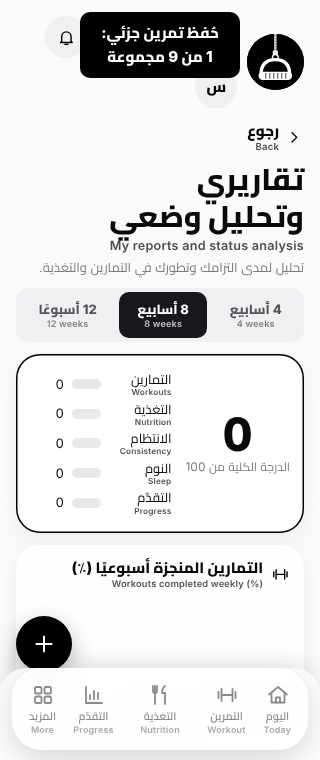 حُفظ تمرين جزئي:
1 من 9 مجموعة
س
رجوع
Back
تقاريري
وتحليل وضعي
My reports and status analysis
تحليل لمدى التزامك وتطورك في التمارين والتغذية.
4 أسابيع
4 weeks
8 أسابيع
8 weeks
12 أسبوعًا
12 weeks
0
الدرجة الكلية من 100
التمارين
Workouts
0
التغذية
Nutrition
0
الانتظام
Consistency
0
النوم
Sleep
0
التقدّم
Progress
0
التمارين المنجزة أسبوعيًا (٪)
Workouts completed weekly (%)
اليوم
Today
التمرين
Workout
التغذية
Nutrition
التقدّم
Progress
المزيد
More